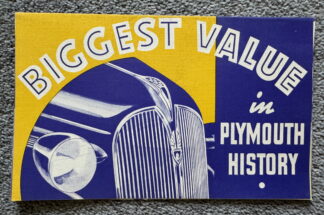 BIGGEST VALUE
in
PLYMOUTH
HISTORY